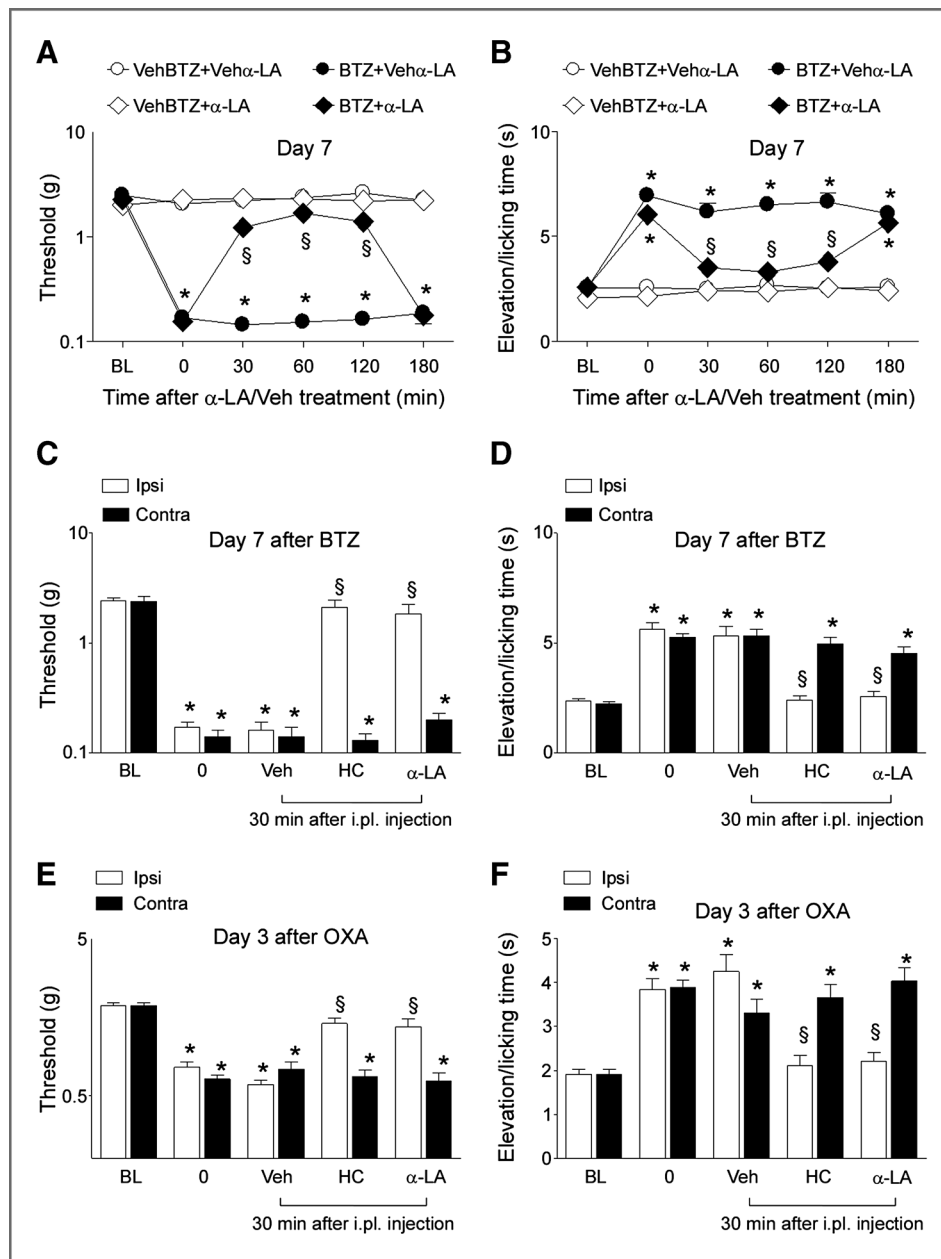 A
VehBTZ+Vehα-LA
BTZ+Vehα-LA
VehBTZ+α-LA
BTZ+α-LA
Day 7
Threshold (g)
10
1
0.1
* * * * * *
§ § §
BL 0 30 60 120 180
Time after α-LA/Veh treatment (min)
B
VehBTZ+Vehα-LA
BTZ+Vehα-LA
VehBTZ+α-LA
BTZ+α-LA
Day 7
Elevation/licking time (s)
10
5
0
* * * * *
§ § §
* *
BL 0 30 60 120 180
Time after α-LA/Veh treatment (min)
C
Ipsi
Contra
Day 7 after BTZ
Threshold (g)
10
1
0.1
* * * * § * § *
BL 0 Veh HC α-LA
30 min after i.pl. injection
D
Ipsi
Contra
Day 7 after BTZ
Elevation/licking time (s)
10
5
0
* * * * § * § *
BL 0 Veh HC α-LA
30 min after i.pl. injection
E
Ipsi
Contra
Day 3 after OXA
Threshold (g)
5
0.5
* * * * § * § *
BL 0 Veh HC α-LA
30 min after i.pl. injection
F
Ipsi
Contra
Day 3 after OXA
Elevation/licking time (s)
5
4
3
2
1
0
* * * * § * § *
BL 0 Veh HC α-LA
30 min after i.pl. injection